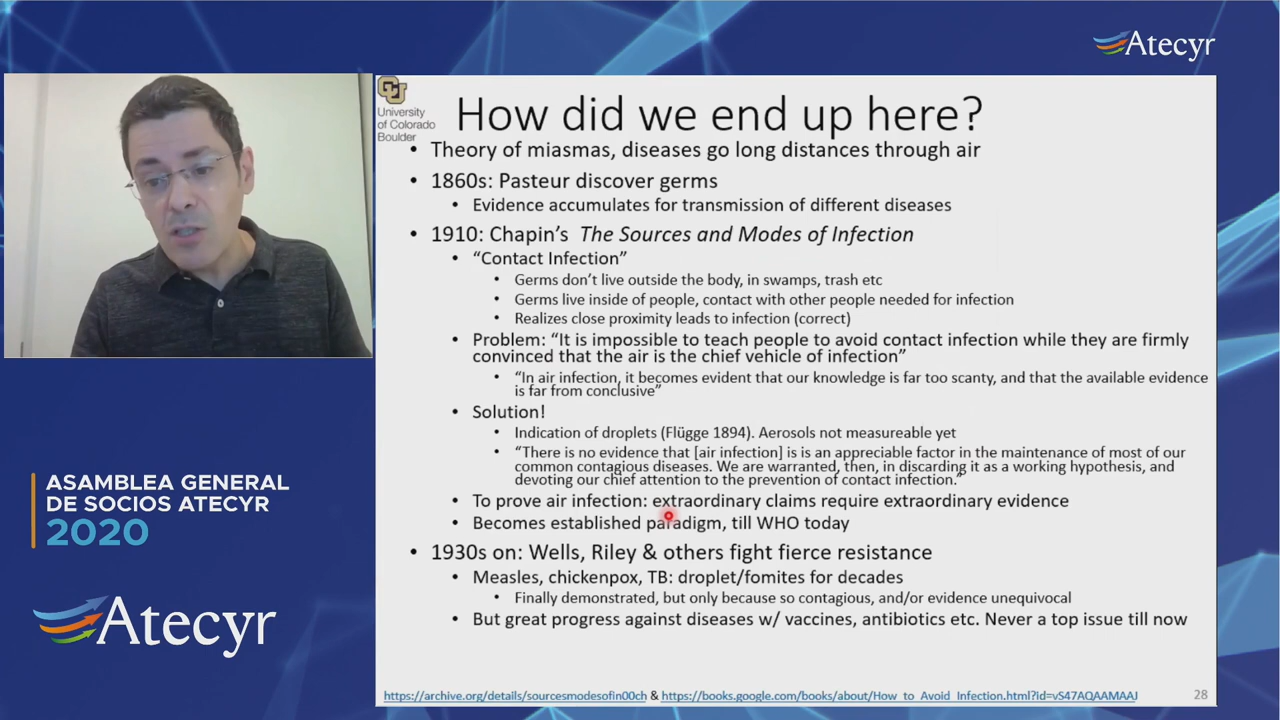 Atecyr
University
of Colorado
Boulder
How did we end up here?
• Theory of miasmas, diseases go long distances through air
• 1860s: Pasteur discover germs
• Evidence accumulates for transmission of different diseases
• 1910: Chapin’s The Sources and Modes of Infection
• “Contact Infection”
• Germs don’t live outside the body, in swamps, trash etc
• Germs live inside of people, contact with other people needed for infection
• Realizes close proximity leads to infection (correct)
• Problem: “It is impossible to teach people to avoid contact infection while they are firmly
convinced that the air is the chief vehicle of infection”
• “In air infection, it becomes evident that our knowledge is far too scanty, and that the available evidence
is far from conclusive”
• Solution!
• Indication of droplets (Flügge 1894). Aerosols not measureable yet
• “There is no evidence that [air infection] is is an appreciable factor in the maintenance of most of our
common contagious diseases. We are warranted, then, in discarding it as a working hypothesis, and
devoting our chief attention to the prevention of contact infection.”
• To prove air infection: extraordinary claims require extraordinary evidence
• Becomes established paradigm, till WHO today
• 1930s on: Wells, Riley & others fight fierce resistance
• Measles, chickenpox, TB: droplet/fomites for decades
• Finally demonstrated, but only because so contagious, and/or evidence unequivocal
• But great progress against diseases w/ vaccines, antibiotics etc. Never a top issue till now
https://archive.org/details/sourcesmodesofin00ch & https://books.google.com/books/about/How_to_Avoid_Infection.html?id=vS47AQAAMAAJ
28
ASAMBLEA GENERAL
DE SOCIOS ATECYR
2020
Atecyr